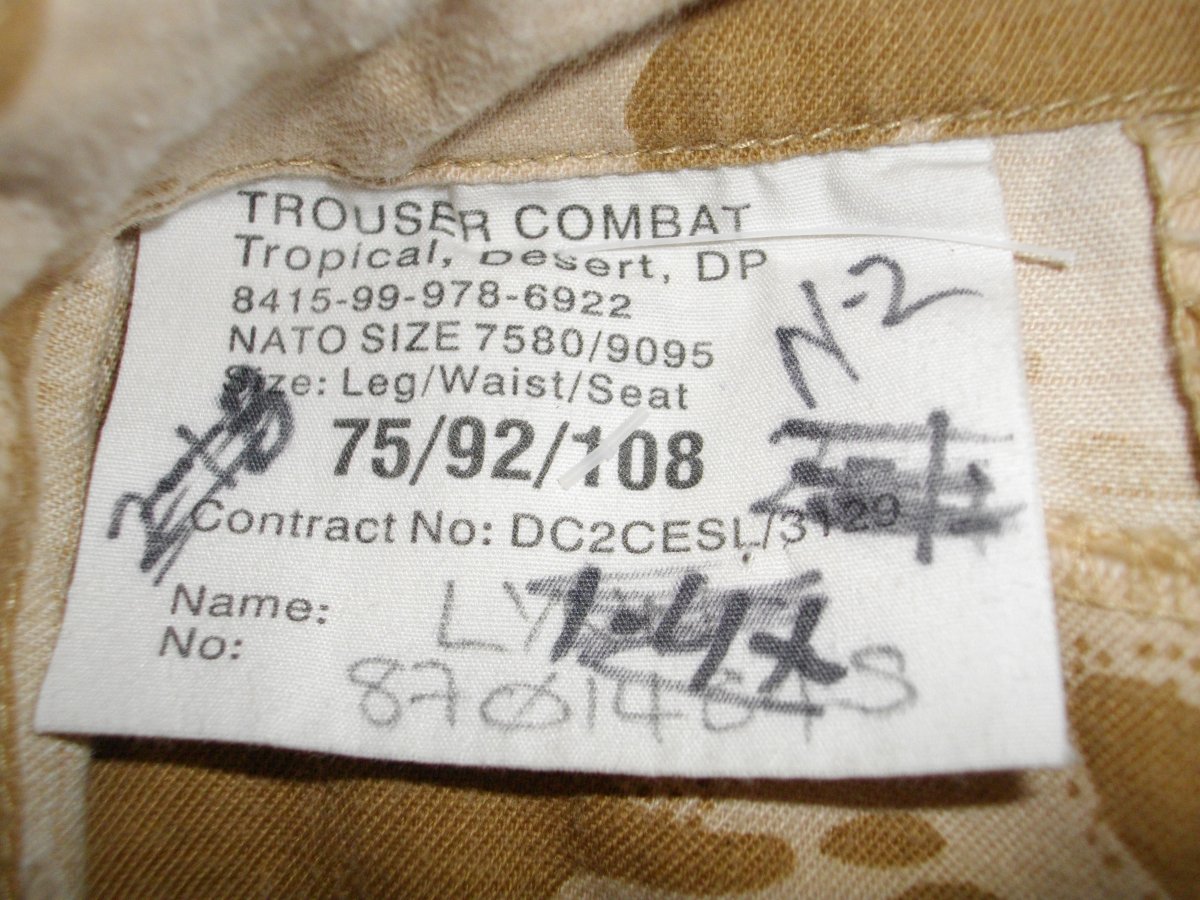 TROUSER COMBAT
Tropical, Desert, DP
8415-99-978-6922
NATO SIZE 7580/9095
N-2
Size: Leg/Waist/Seat
75/92/108
Contract No: DC2CESL/3129
Name:
No: